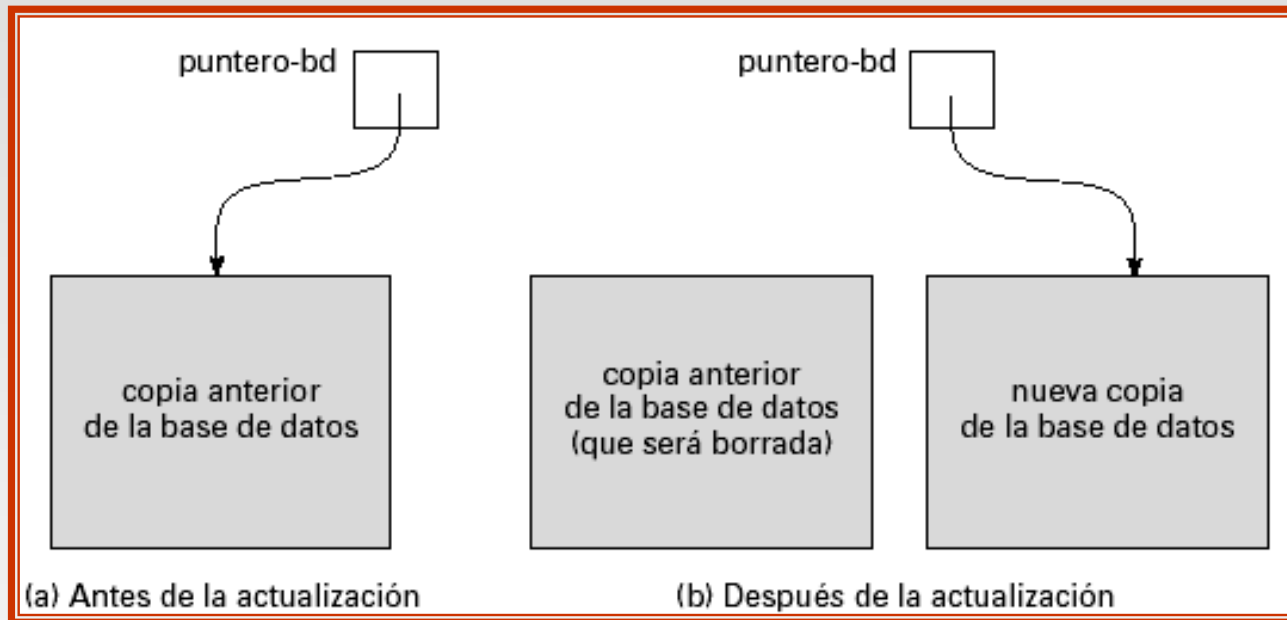 puntero-bd
puntero-bd
copia anterior
de la base de datos
copia anterior
de la base de datos
(que será borrada)
nueva copia
de la base de datos
(a) Antes de la actualización
(b) Después de la actualización